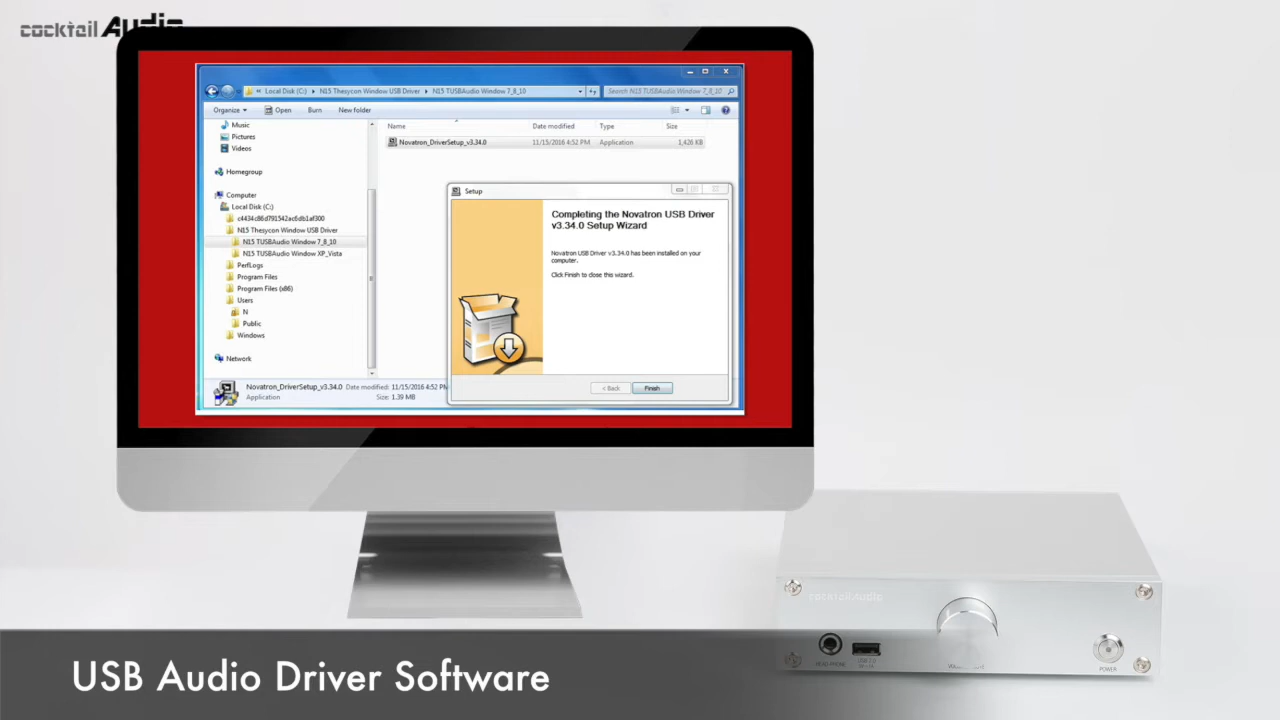 cocktail Audio
Local Disk (C:) N15 Thesycon Window USB Driver N15 TUSBAudio Window 7_8_10
Search N15 TUSBAudio Window 7_8_10
Organize Open Burn New folder
Name Date modified Type Size
Novatron_DriverSetup_v3.34.0 11/15/2016 4:52 PM Application 1,426 KB
Music
Pictures
Videos
Homegroup
Computer
Local Disk (C:)
c4434c86d791542ac6db1af300
N15 Thesycon Window USB Driver
N15 TUSBAudio Window 7_8_10
N15 TUSBAudio Window XP_Vista
PerfLogs
Program Files
Program Files (x86)
Users
N
Public
Windows
Network
Novatron_DriverSetup_v3.34.0 Date modified: 11/15/2016 4:52 PM
Application Size: 1.39 MB
Setup
Completing the Novatron USB Driver
v3.34.0 Setup Wizard
Novatron USB Driver v3.34.0 has been installed on your
computer.
Click Finish to close this wizard.
< Back Finish
cocktailAudio
HEAD-PHONE
USB 2.0
POWER
USB Audio Driver Software